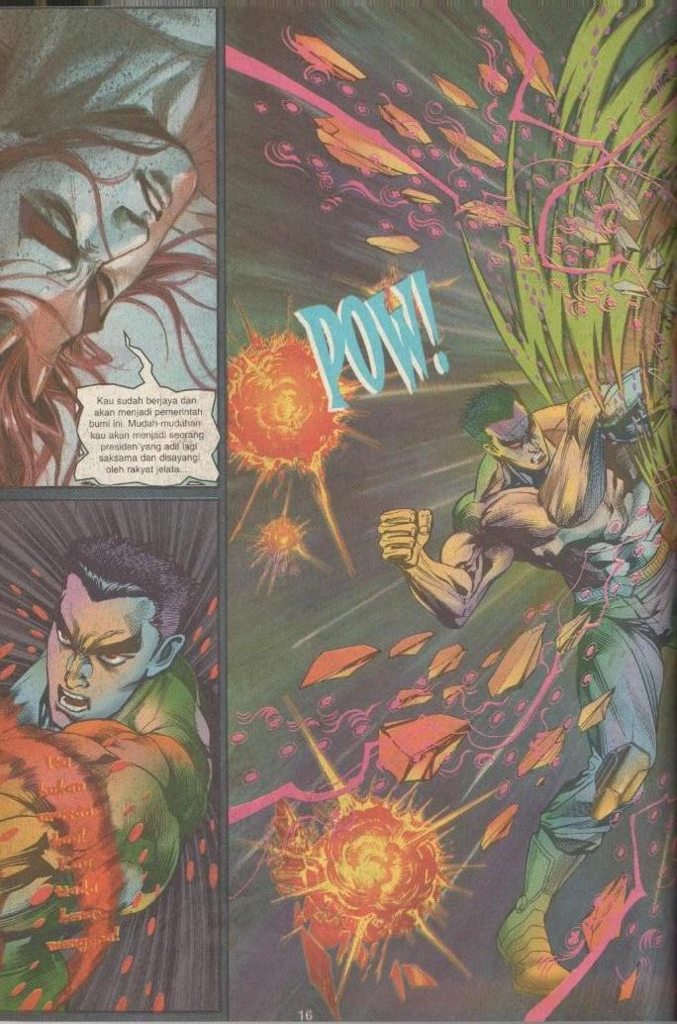 Kau sudah berjaya dan
akan menjadi pemerintah
bumi ini. Mudah-mudahan
kau akan menjadi seorang
presiden yang adil lagi
saksama dan disayangi
oleh rakyat jelata...
POW!
bukan
16